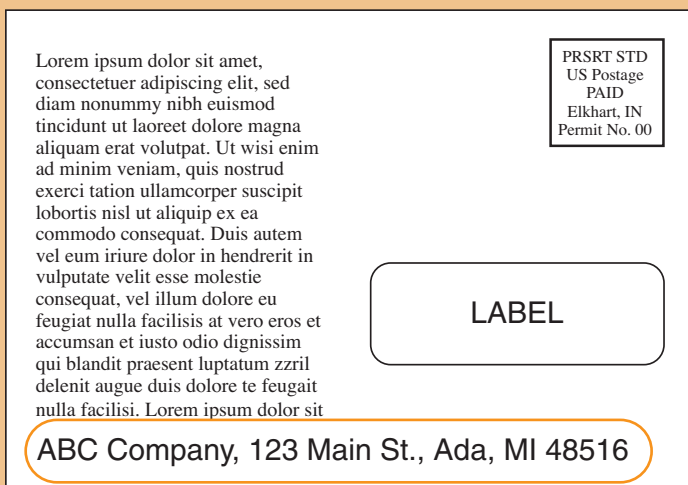 Lorem ipsum dolor sit amet,
consectetuer adipiscing elit, sed
diam nonummy nibh euismod
tincidunt ut laoreet dolore magna
aliquam erat volutpat. Ut wisi enim
ad minim veniam, quis nostrud
exerci tation ullamcorper suscipit
lobortis nisl ut aliquip ex ea
commodo consequat. Duis autem
vel eum iriure dolor in hendrerit in
vulputate velit esse molestie
consequat, vel illum dolore eu
feugiat nulla facilisis at vero eros et
accumsan et iusto odio dignissim
qui blandit praesent luptatum zzril
delenit augue duis dolore te feugait
nulla facilisi. Lorem ipsum dolor sit
PRSRT STD
US Postage
PAID
Elkhart, IN
Permit No. 00
LABEL
ABC Company, 123 Main St., Ada, MI 48516